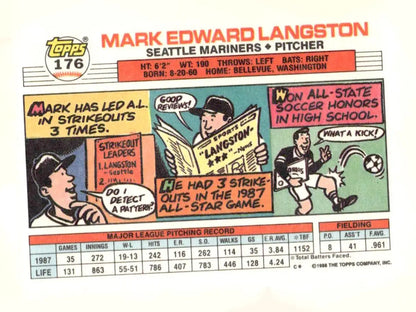 Topps®
176
MARK EDWARD LANGSTON
SEATTLE MARINERS ♦ PITCHER
HT: 6'2" WT: 190 THROWS: LEFT BATS: RIGHT
BORN: 8-20-60 HOME: BELLEVUE, WASHINGTON
MARK HAS LED A.L.
IN STRIKEOUTS
3 TIMES.
STRIKEOUT
LEADERS
1. LANGSTON
- Seattle
2
DO I
DETECT A
PATTERN?
GOOD
REVIEWS!
SPORTS
"LANGSTON"
★★★
-News
HE HAD 3 STRIKE-
OUTS IN THE 1987
ALL-STAR GAME.
WON ALL-STATE
SOCCER HONORS
IN HIGH SCHOOL.
WHAT A KICK!
MAJOR LEAGUE PITCHING RECORD
GAMES INNINGS W-L HITS E.R. S.O. WALKS GS E.R. AVG. *TBF
1987 35 272 19-13 242 116 262 114 35 3.84 1152
LIFE 131 863 55-51 786 407 783 446 128 4.24
FIELDING
P.O. ASS'T AVG.
8 41 .961
*Total Batters Faced.
C* © 1988 THE TOPPS COMPANY, INC.